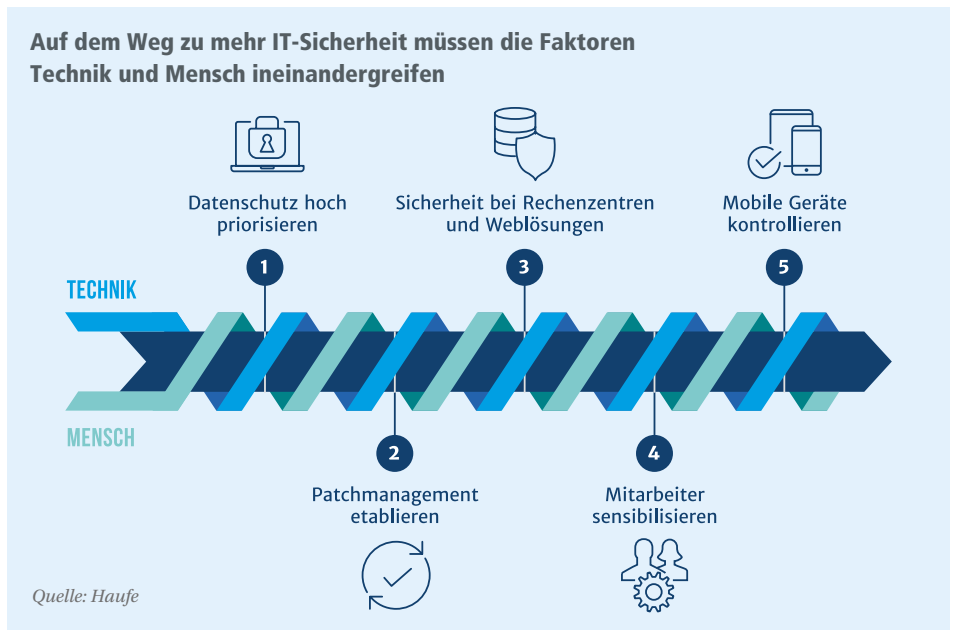 Auf dem Weg zu mehr IT-Sicherheit müssen die Faktoren
Technik und Mensch ineinandergreifen
Datenschutz hoch
priorisieren
Sicherheit bei Rechenzentren
und Weblösungen
Mobile Geräte
kontrollieren
1
3
5
TECHNIK
MENSCH
2
4
Patchmanagement
etablieren
Mitarbeiter
sensibilisieren
Quelle: Haufe